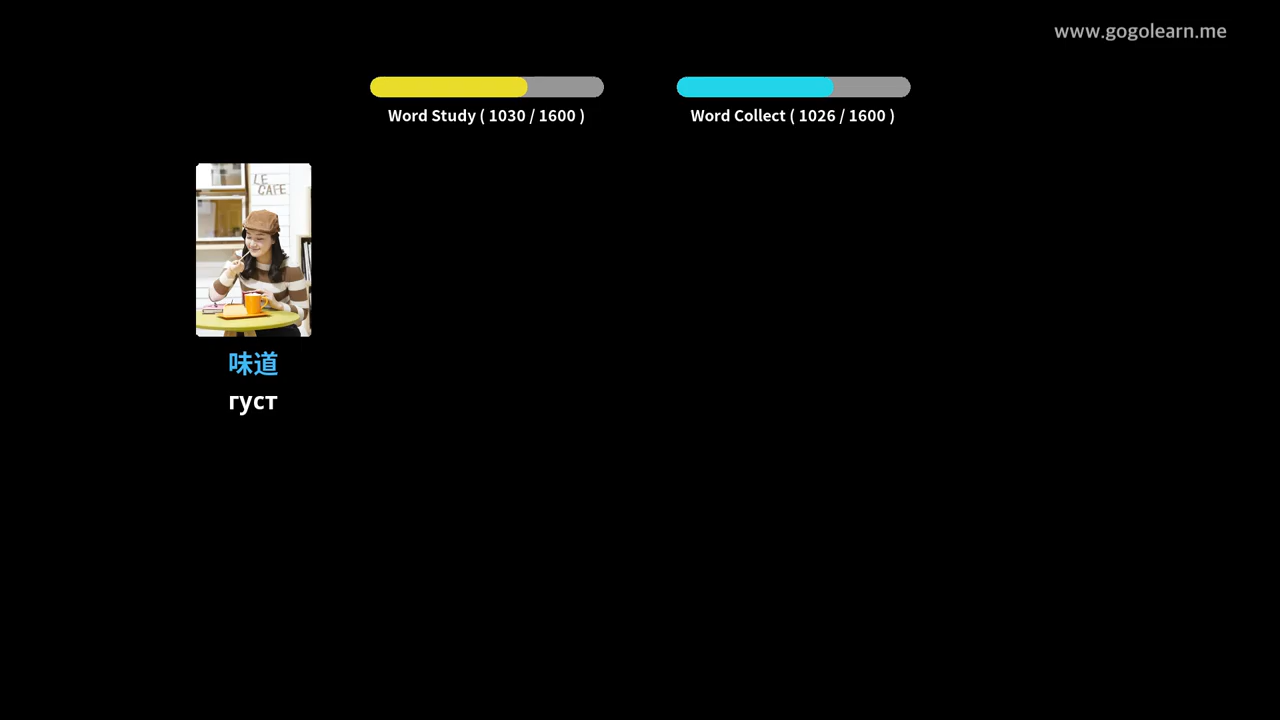 www.gogolearn.me
Word Study ( 1030 / 1600 )
Word Collect ( 1026 / 1600 )
LE
CAFE
味道
густ